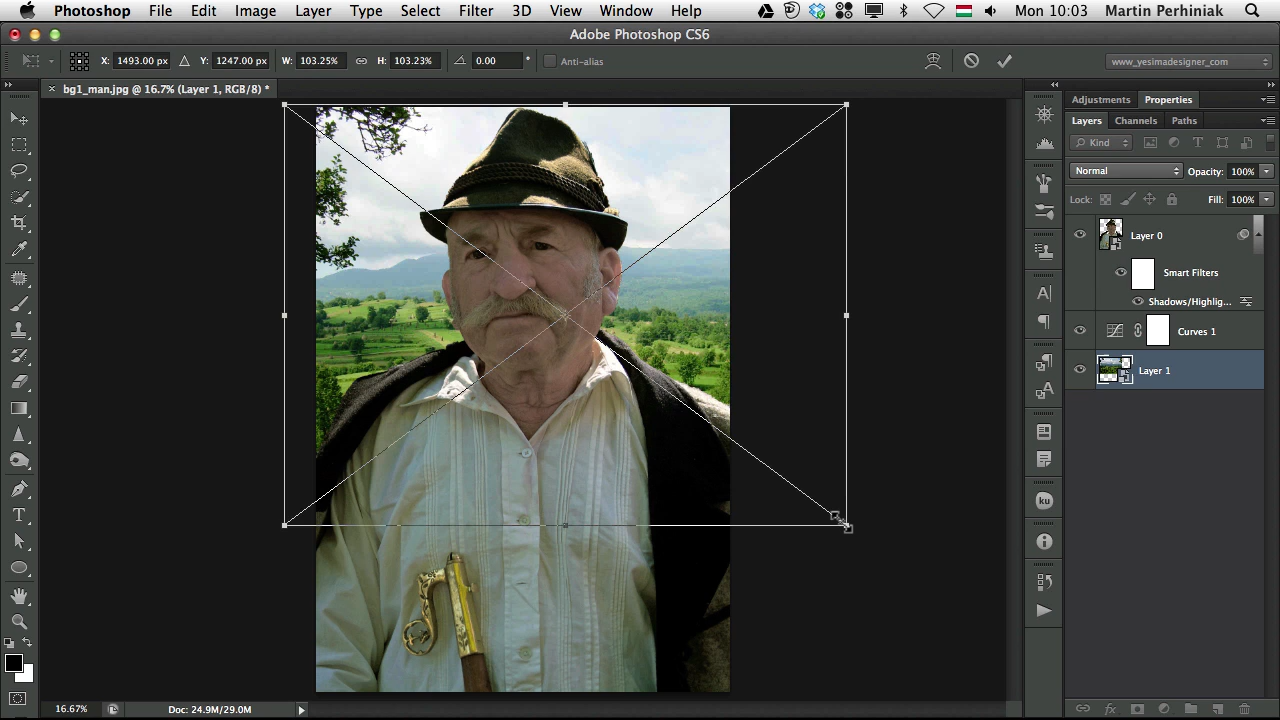 Photoshop File Edit Image Layer Type Select Filter 3D View Window Help Mon 10:03 Martin Perhiniak
Adobe Photoshop CS6
X: 1493.00 px Y: 1247.00 px W: 103.25% H: 103.23% 0.00 ° Anti-alias www_yesimadesigner_com
× bg1_man.jpg @ 16.7% (Layer 1, RGB/8) *
Adjustments Properties
Layers Channels Paths
Kind
Normal Opacity: 100%
Lock: Fill: 100%
Layer 0
Smart Filters
Shadows/Highlig...
Curves 1
Layer 1
ku
fx
16.67% Doc: 24.9M/29.0M